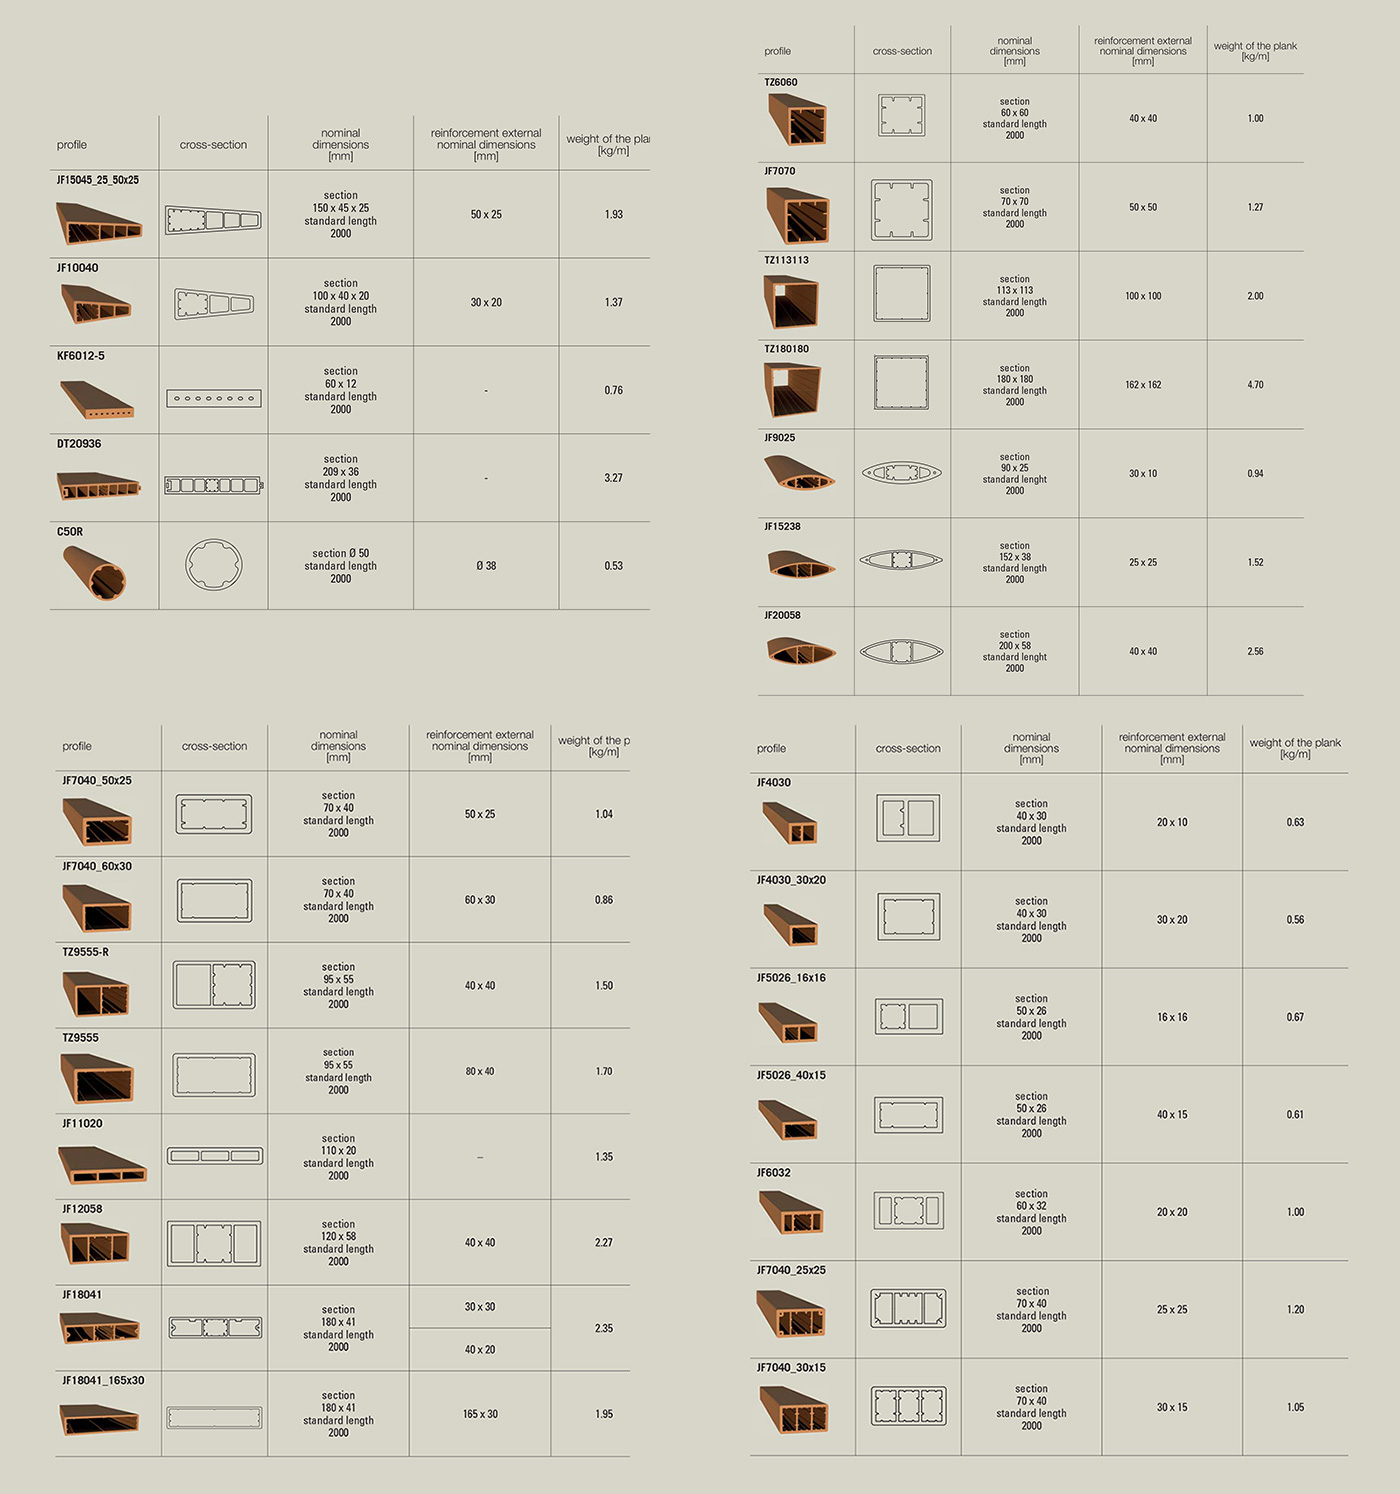 profile
cross-section
nominal
dimensions
[mm]
reinforcement external
nominal dimensions
[mm]
weight of the plan
[kg/m]
JF15045_25_50x25
section
150 x 45 x 25
standard length
2000
50 x 25
1.93
JF10040
section
100 x 40 x 20
standard length
2000
30 x 20
1.37
KF6012-5
section
60 x 12
standard length
2000
-
0.76
DT20936
section
209 x 36
standard length
2000
-
3.27
C50R
section Ø 50
standard length
2000
Ø 38
0.53
profile
cross-section
nominal
dimensions
[mm]
reinforcement external
nominal dimensions
[mm]
weight of the plank
[kg/m]
TZ6060
section
60 x 60
standard length
2000
40 x 40
1.00
JF7070
section
70 x 70
standard length
2000
50 x 50
1.27
TZ113113
section
113 x 113
standard length
2000
100 x 100
2.00
TZ180180
section
180 x 180
standard length
2000
162 x 162
4.70
JF9025
section
90 x 25
standard lenght
2000
30 x 10
0.94
JF15238
section
152 x 38
standard length
2000
25 x 25
1.52
JF20058
section
200 x 58
standard lenght
2000
40 x 40
2.56
profile
cross-section
nominal
dimensions
[mm]
reinforcement external
nominal dimensions
[mm]
weight of the p
[kg/m]
JF7040_50x25
section
70 x 40
standard length
2000
50 x 25
1.04
JF7040_60x30
section
70 x 40
standard length
2000
60 x 30
0.86
TZ9555-R
section
95 x 55
standard length
2000
40 x 40
1.50
TZ9555
section
95 x 55
standard length
2000
80 x 40
1.70
JF11020
section
110 x 20
standard length
2000
–
1.35
JF12058
section
120 x 58
standard length
2000
40 x 40
2.27
JF18041
section
180 x 41
standard length
2000
30 x 30
40 x 20
2.35
JF18041_165x30
section
180 x 41
standard length
2000
165 x 30
1.95
profile
cross-section
nominal
dimensions
[mm]
reinforcement external
nominal dimensions
[mm]
weight of the plank
[kg/m]
JF4030
section
40 x 30
standard length
2000
20 x 10
0.63
JF4030_30x20
section
40 x 30
standard length
2000
30 x 20
0.56
JF5026_16x16
section
50 x 26
standard length
2000
16 x 16
0.67
JF5026_40x15
section
50 x 26
standard length
2000
40 x 15
0.61
JF6032
section
60 x 32
standard length
2000
20 x 20
1.00
JF7040_25x25
section
70 x 40
standard length
2000
25 x 25
1.20
JF7040_30x15
section
70 x 40
standard length
2000
30 x 15
1.05